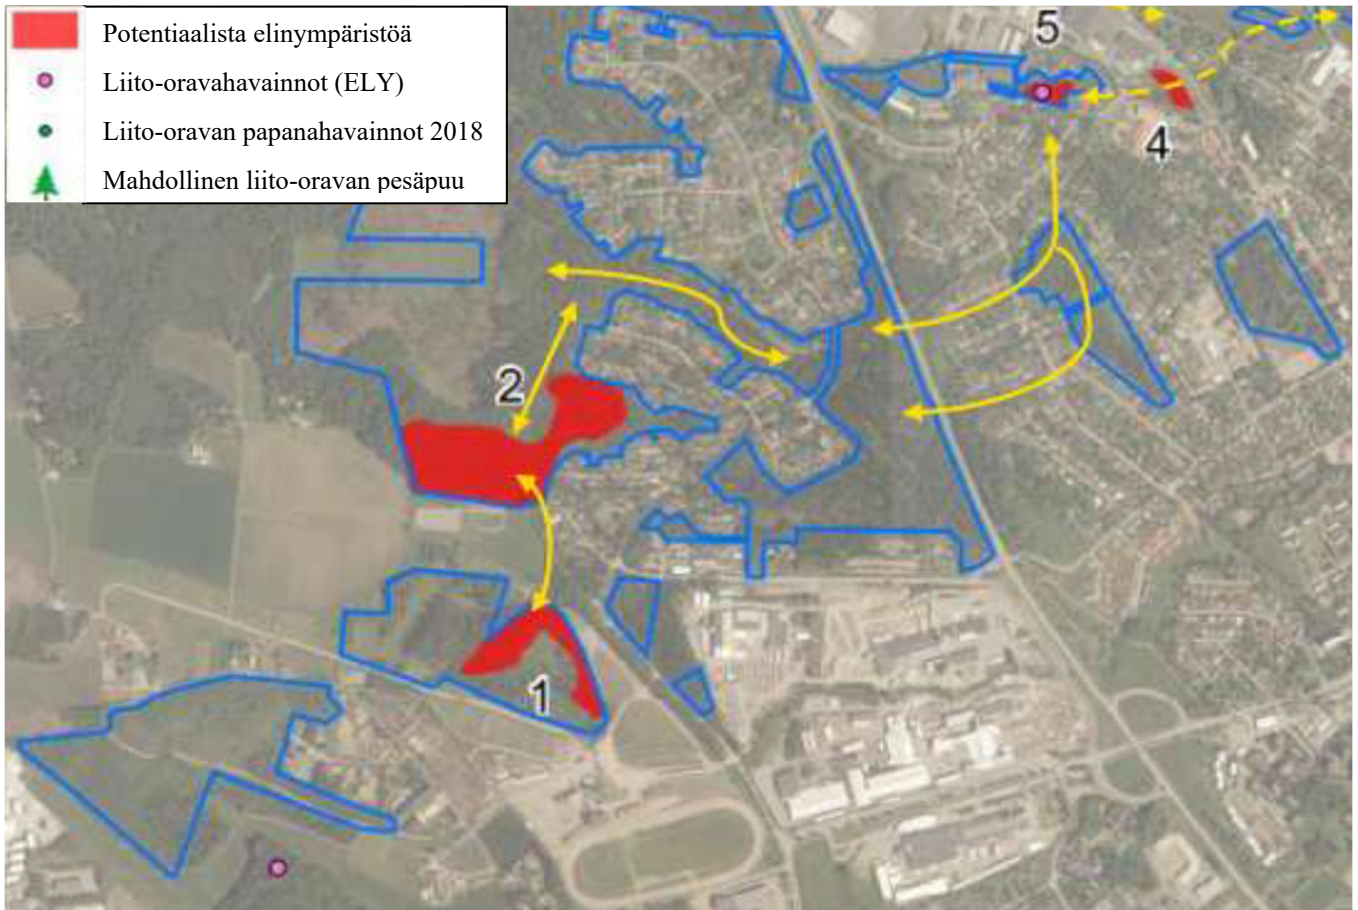 Potentiaalista elinympäristöä
Liito-oravahavainnot (ELY)
Liito-oravan papanahavainnot 2018
Mahdollinen liito-oravan pesäpuu
5
4
2
1